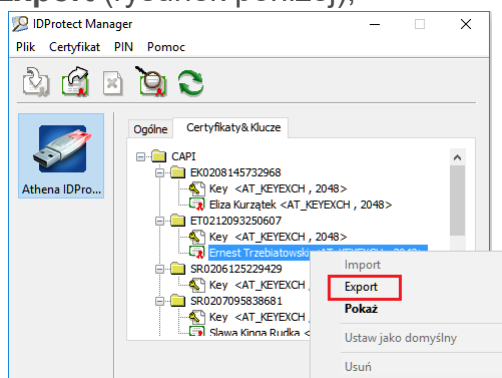 Export (rysunek poniżej),
IDProtect Manager
Plik Certyfikat PIN Pomoc
Athena IDPro...
Ogólne Certyfikaty& Klucze
CAPI
EK0208145732968
Key <AT_KEYEXCH , 2048>
Eliza Kurzątek <AT_KEYEXCH , 2048>
ET0212093250607
Key <AT_KEYEXCH , 2048>
Ernest Trzebiatowski
SR0206125229429
Key <AT_KEYEXCH ,
SR0207095838681
Key <AT_KEYEXCH ,
Slawa Kinga Rudka <
Import
Export
Pokaż
Ustaw jako domyślny
Usuń